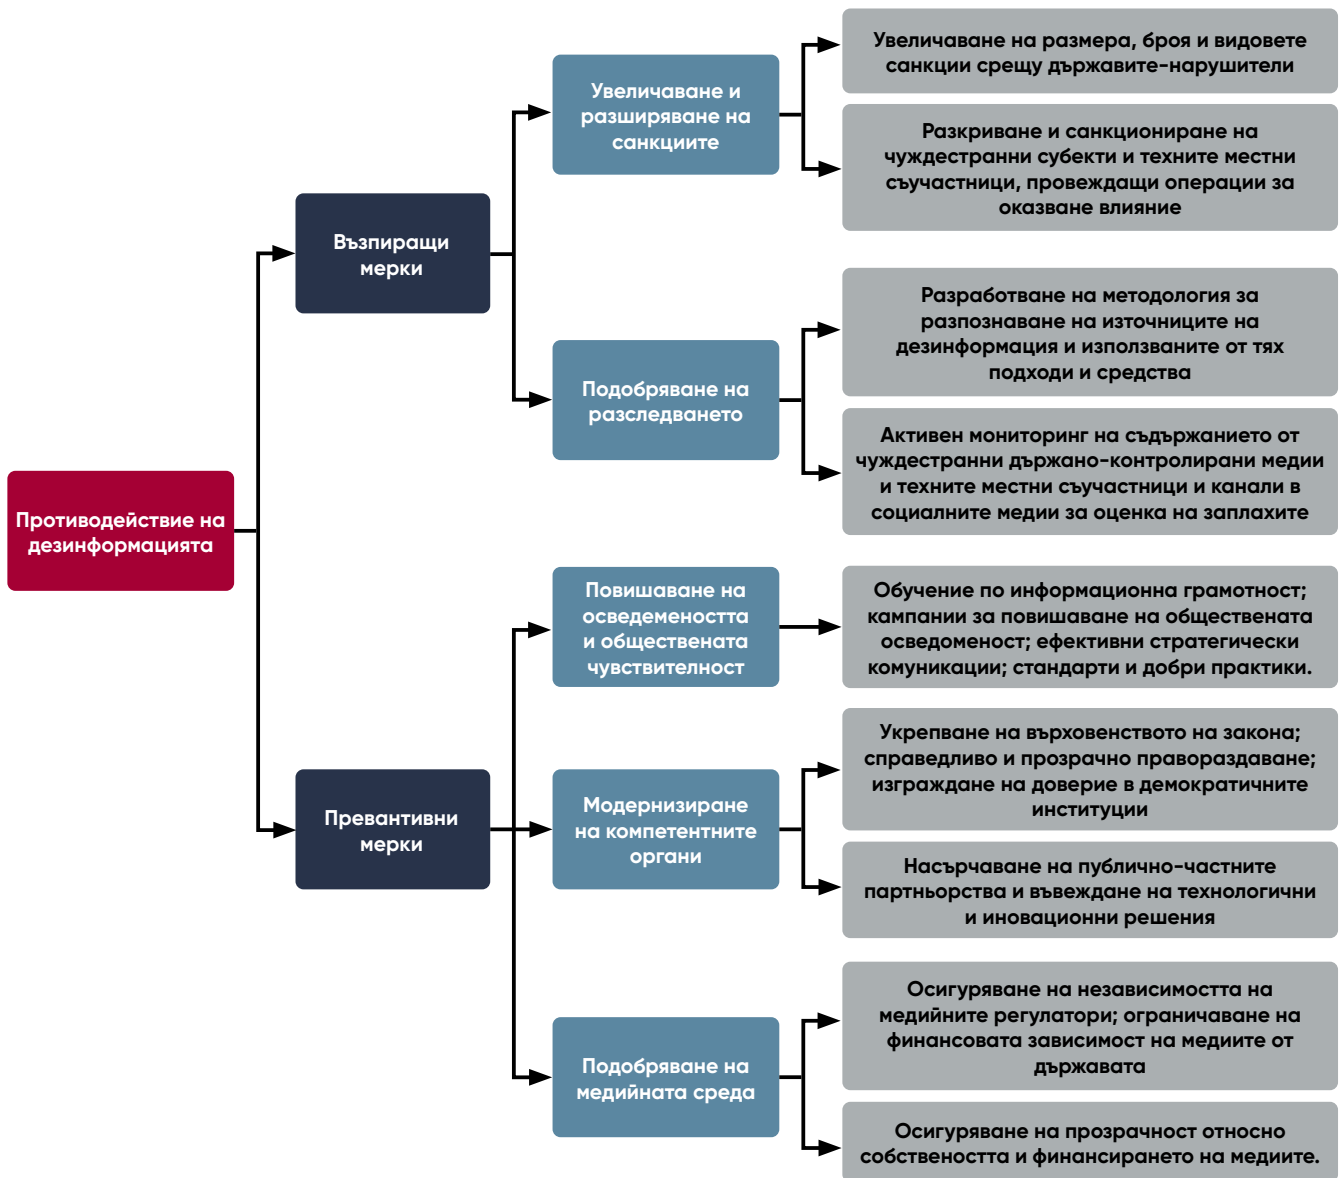 Противодействие на
дезинформацията
Възпиращи
мерки
Увеличаване и
разширяване на
санкциите
Увеличаване на размера, броя и видовете
санкции срещу държавите-нарушители
Разкриване и санкциониране на
чуждестранни субекти и техните местни
съучастници, провеждащи операции за
оказване влияние
Подобряване на
разследването
Разработване на методология за
разпознаване на източниците на
дезинформация и използваните от тях
подходи и средства
Активен мониторинг на съдържанието от
чуждестранни държано-контролирани медии
и техните местни съучастници и канали в
социалните медии за оценка на заплахите
Превантивни
мерки
Повишаване на
осведемеността
и обществената
чувствителност
Обучение по информационна грамотност;
кампании за повишаване на обществената
осведоменост; ефективни стратегически
комуникации; стандарти и добри практики.
Модернизиране
на компетентните
органи
Укрепване на върховенството на закона;
справедливо и прозрачно правораздаване;
изграждане на доверие в демократичните
институции
Насърчаване на публично-частните
партньорства и въвеждане на технологични
и иновационни решения
Подобряване на
медийната среда
Осигуряване на независимостта на
медийните регулатори; ограничаване на
финансовата зависимост на медиите от
държавата
Осигуряване на прозрачност относно
собствеността и финансирането на медиите.